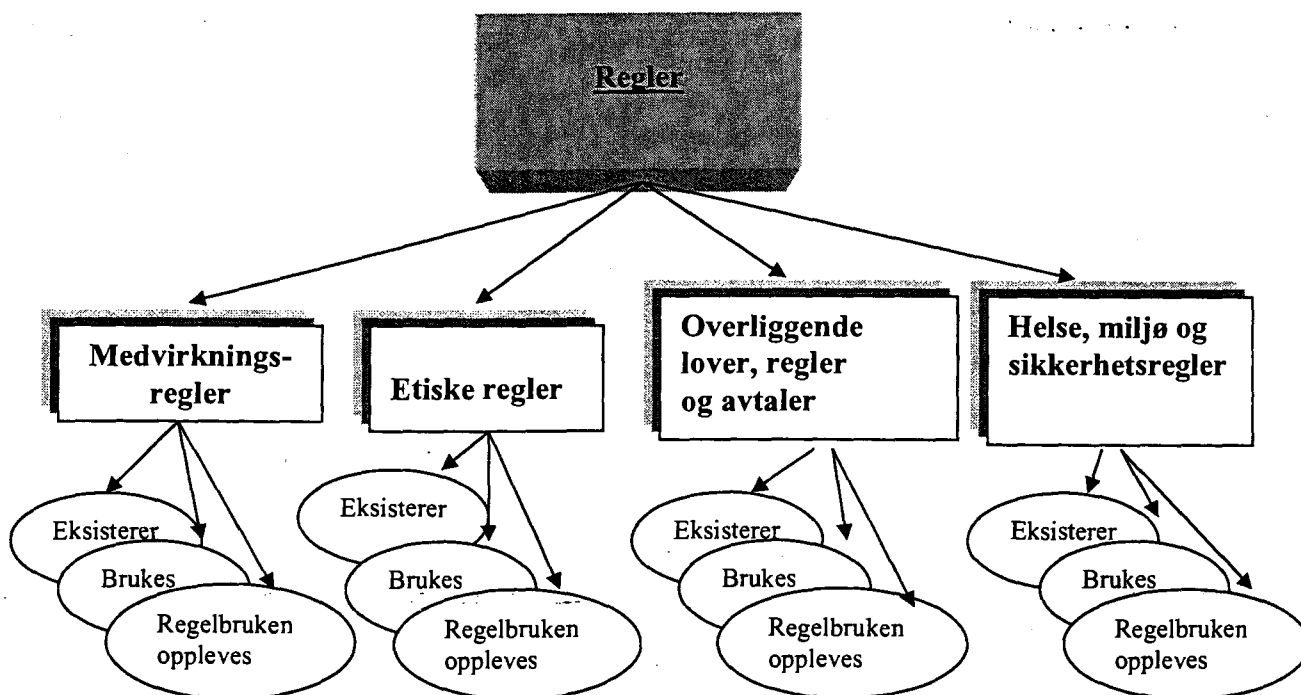 Regler
Medvirknings-
regler
Etiske regler
Overliggende
lover, regler
og avtaler
Helse, miljø og
sikkerhetsregler
Eksisterer
Brukes
Regelbruken
oppleves
Eksisterer
Brukes
Regelbruken
oppleves
Eksisterer
Brukes
Regelbruken
oppleves
Eksisterer
Brukes
Regelbruken
oppleves